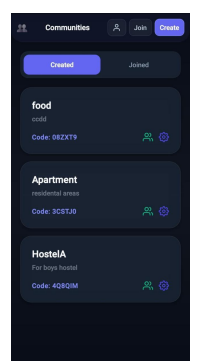 Communities
Join
Create
Created
Joined
food
ccdd
Code: 08ZXT9
Apartment
residental areas
Code: 3CSTJ0
HostelA
For boys hostel
Code: 4Q8QIM